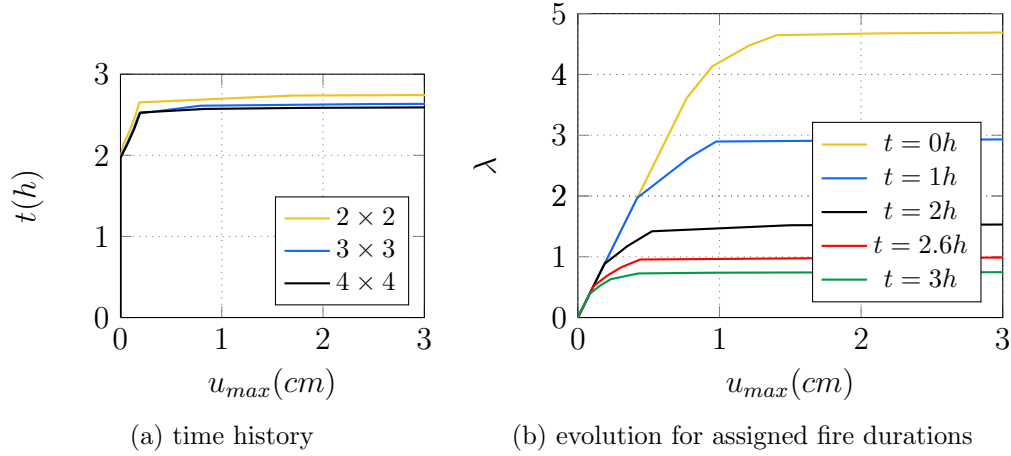 3
2
1
0
0
1
2
3
t(h)
u_max(cm)
2 × 2
3 × 3
4 × 4
(a) time history
5
4
3
2
1
0
0
1
2
3
λ
u_max(cm)
t = 0h
t = 1h
t = 2h
t = 2.6h
t = 3h
(b) evolution for assigned fire durations